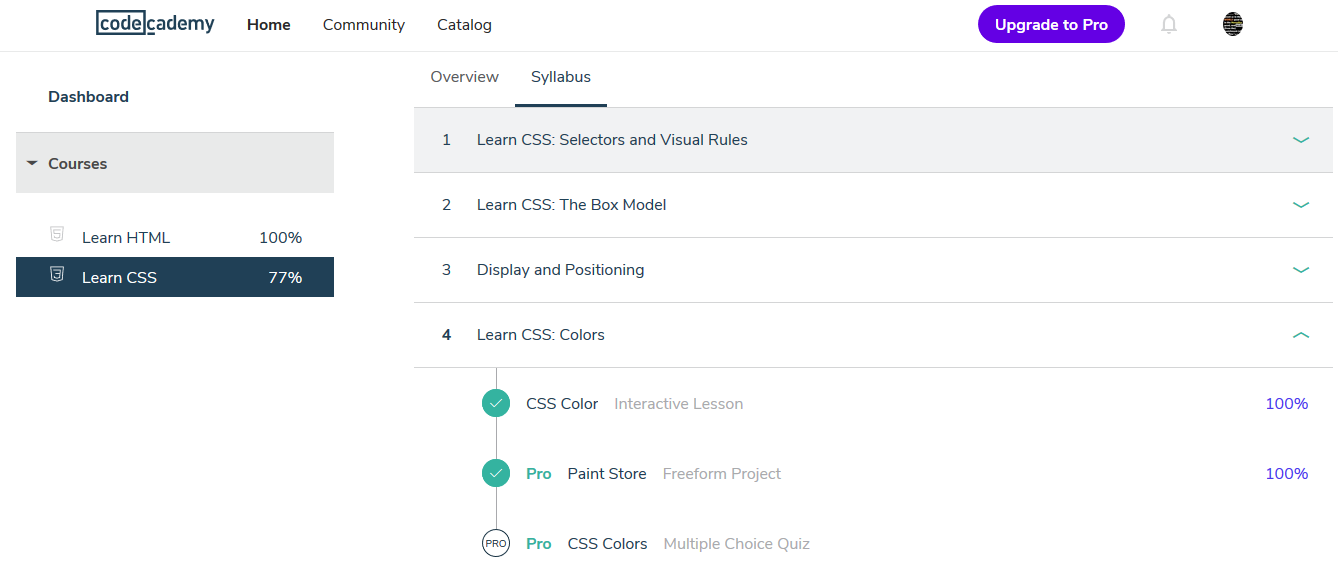 codecademy Home Community Catalog Upgrade to Pro
Dashboard
Courses
Learn HTML 100%
Learn CSS 77%
Overview Syllabus
1 Learn CSS: Selectors and Visual Rules
2 Learn CSS: The Box Model
3 Display and Positioning
4 Learn CSS: Colors
CSS Color Interactive Lesson 100%
Pro Paint Store Freeform Project 100%
PRO Pro CSS Colors Multiple Choice Quiz